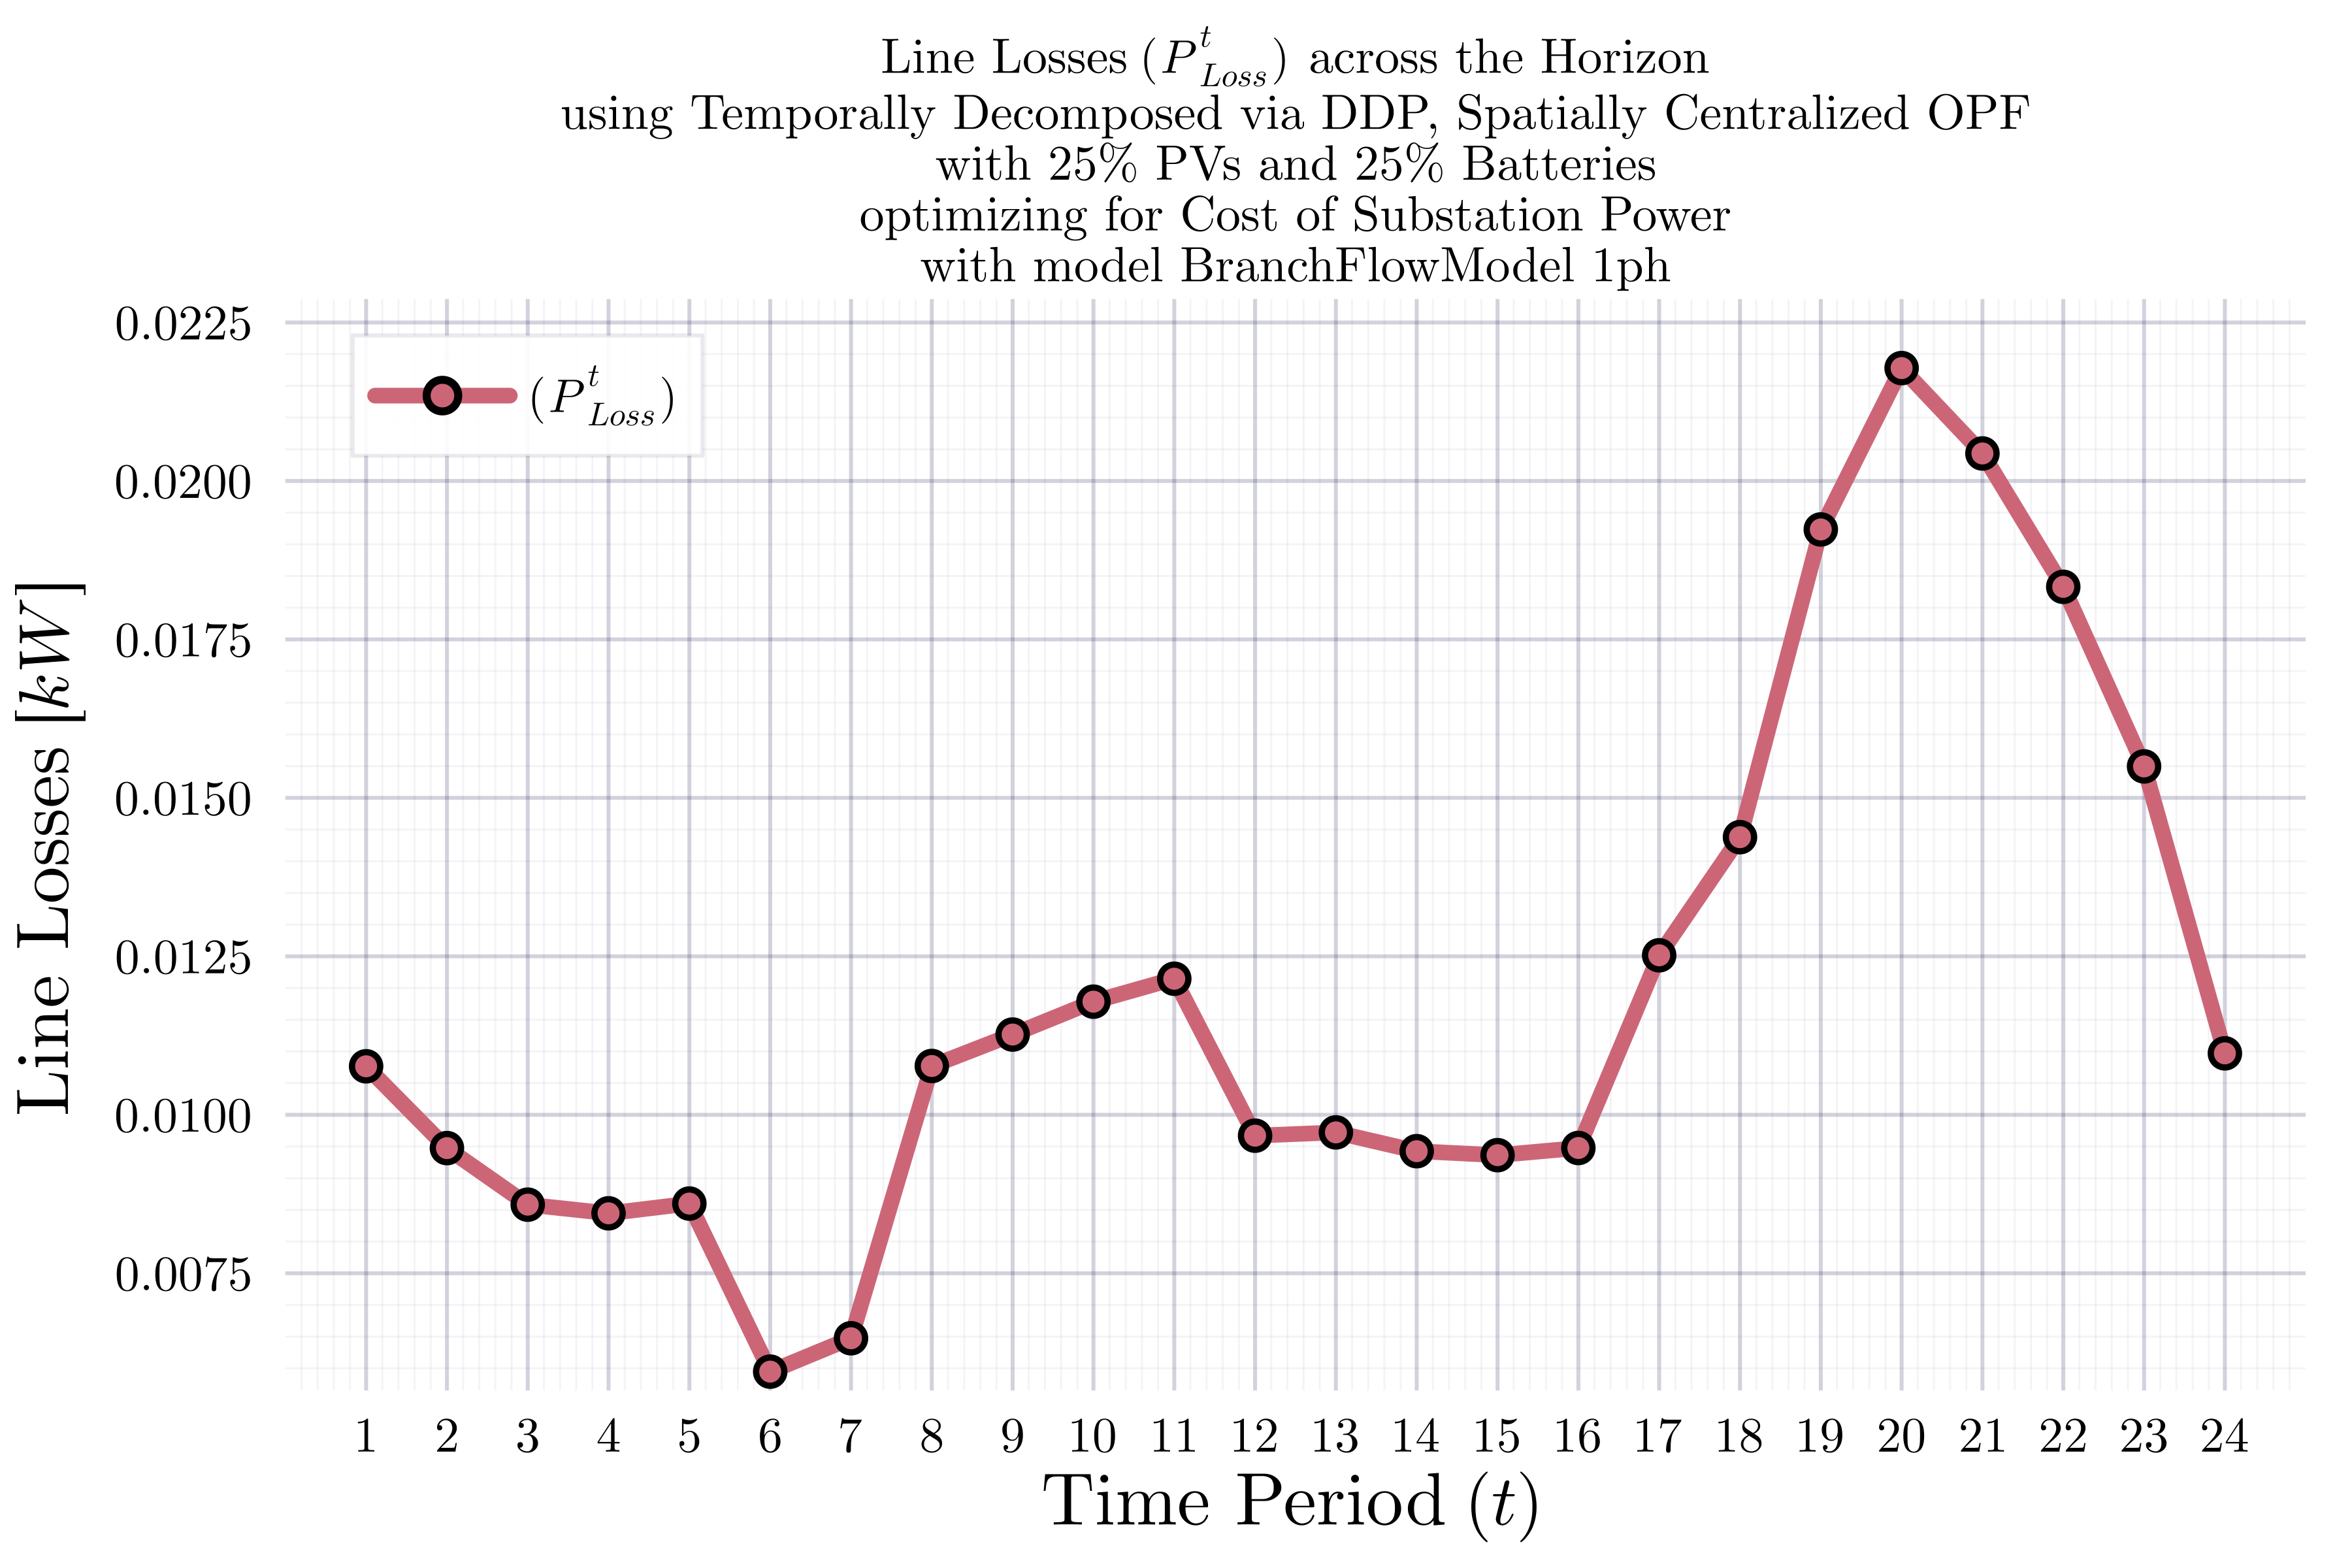 Line Losses (P^t_Loss) across the Horizon
using Temporally Decomposed via DDP, Spatially Centralized OPF
with 25% PVs and 25% Batteries
optimizing for Cost of Substation Power
with model BranchFlowModel 1ph
(P^t_Loss)
Line Losses [kW]
0.0225
0.0200
0.0175
0.0150
0.0125
0.0100
0.0075
1 2 3 4 5 6 7 8 9 10 11 12 13 14 15 16 17 18 19 20 21 22 23 24
Time Period (t)